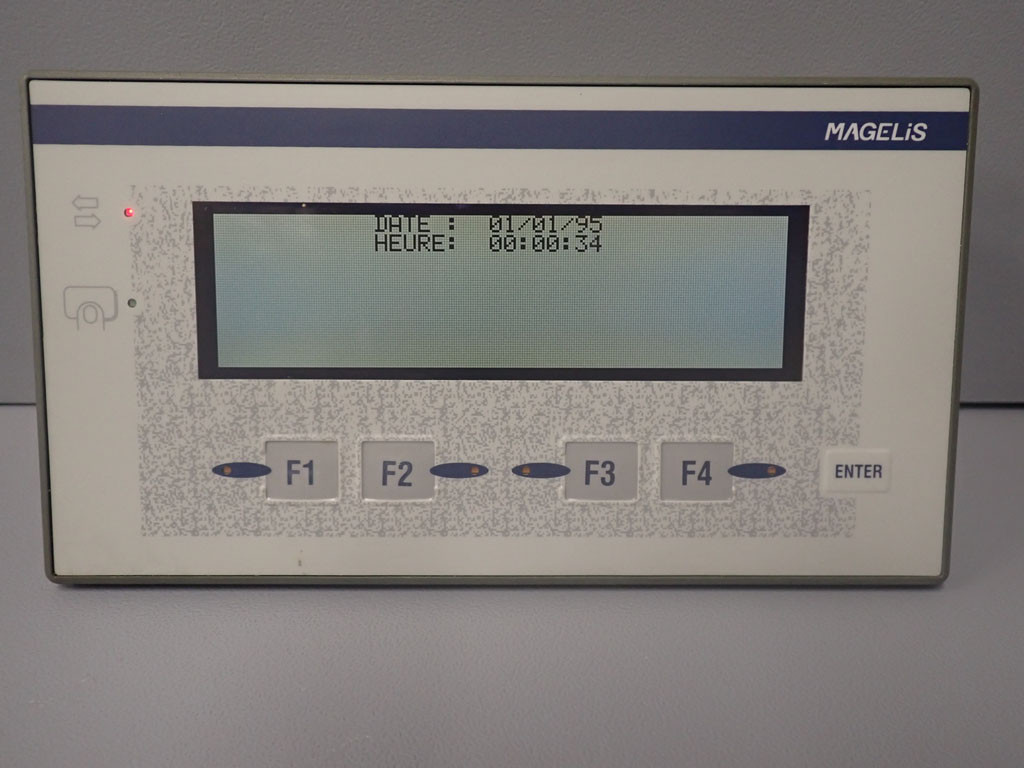 MAGELiS
DATE : 01/01/95
HEURE: 00:00:34
F1 F2 F3 F4 ENTER